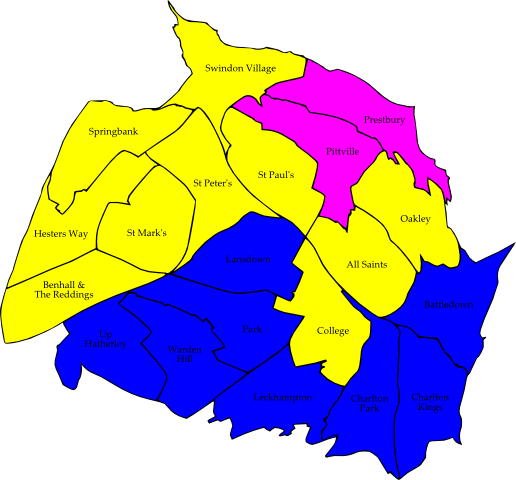 Swindon Village
Prestbury
Springbank
Pittville
St Paul's
St Peter's
Oakley
Hesters Way
St Mark's
Lansdown
All Saints
Benhall &
The Reddings
Battledown
Up
Hatherley
Park
College
Warden
Hill
Leckhampton
Charlton
Park
Charlton
Kings